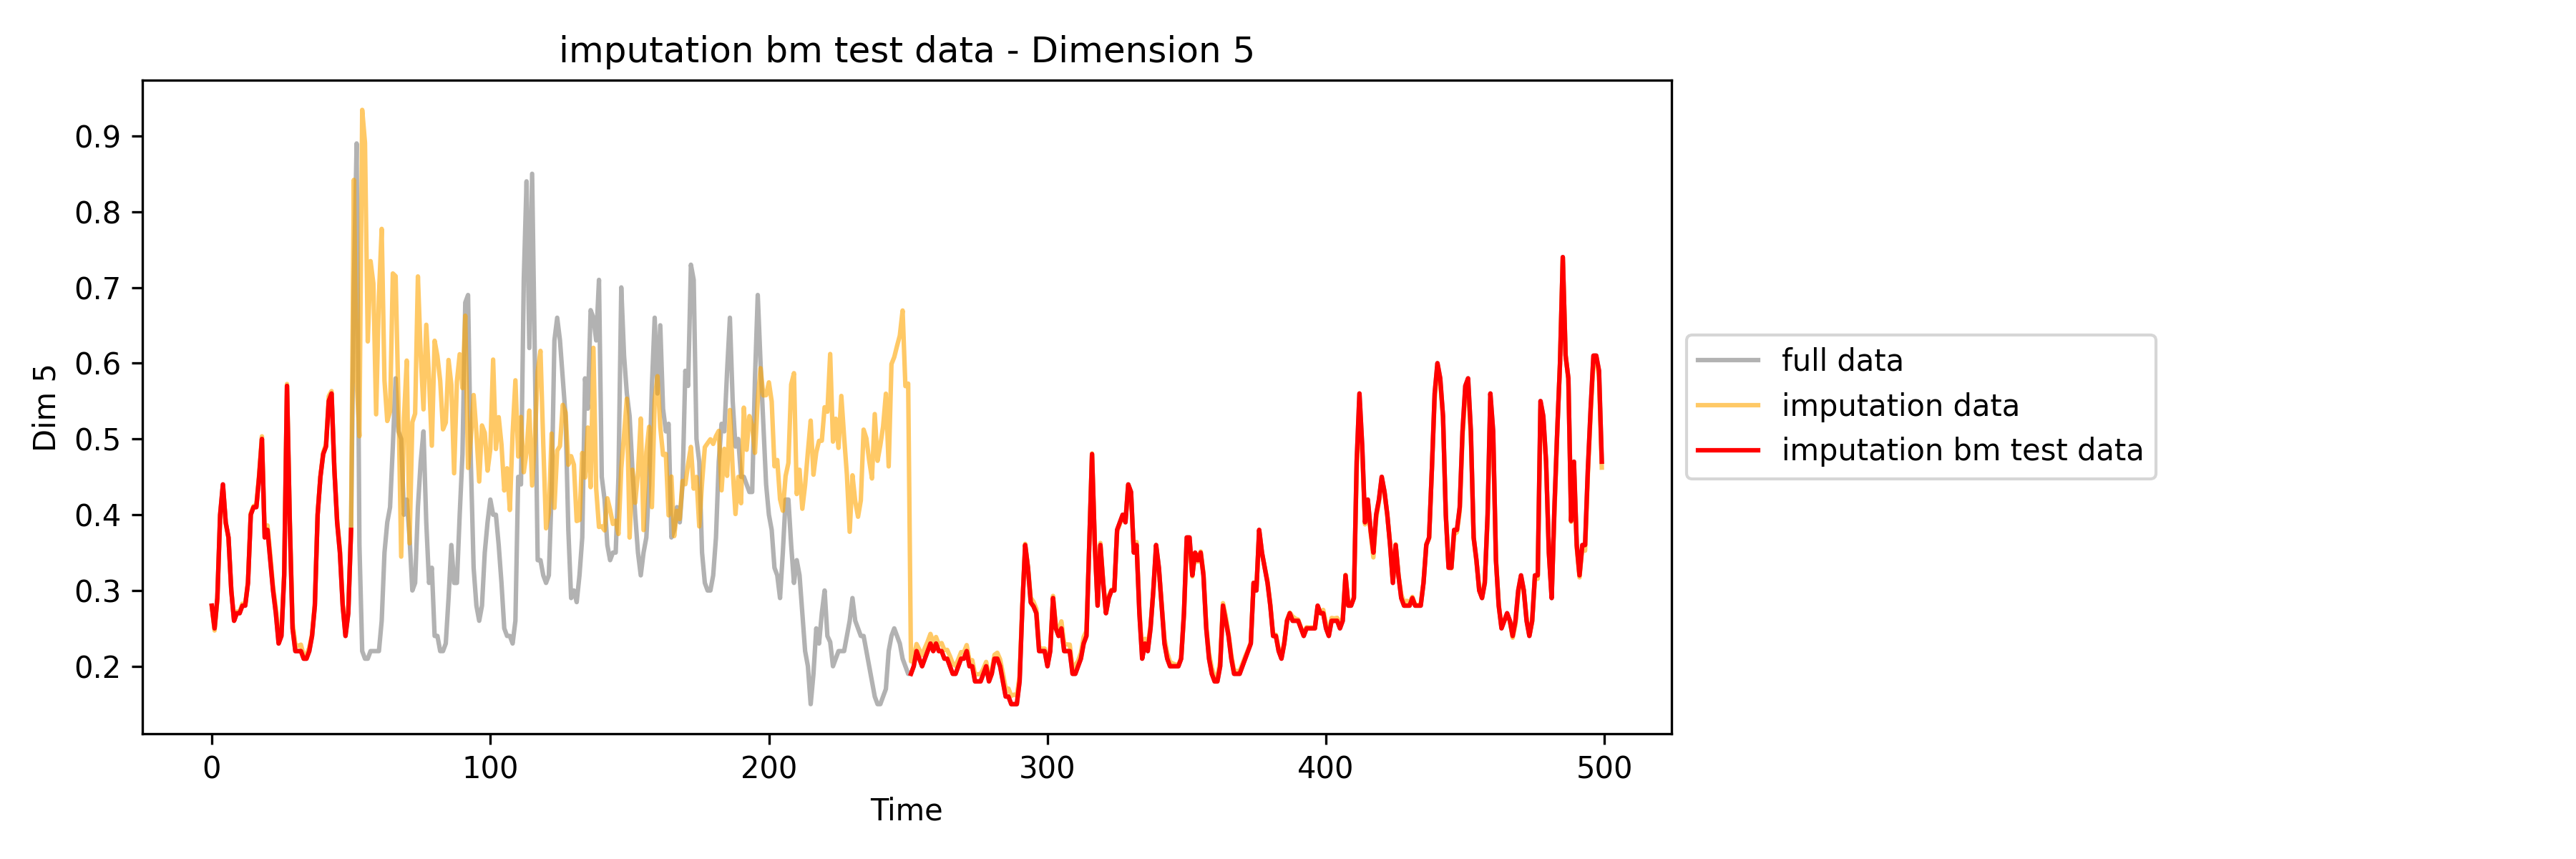 imputation bm test data - Dimension 5
0.9
0.8
0.7
0.6
0.5
0.4
0.3
0.2
Dim 5
0 100 200 300 400 500
Time
full data
imputation data
imputation bm test data